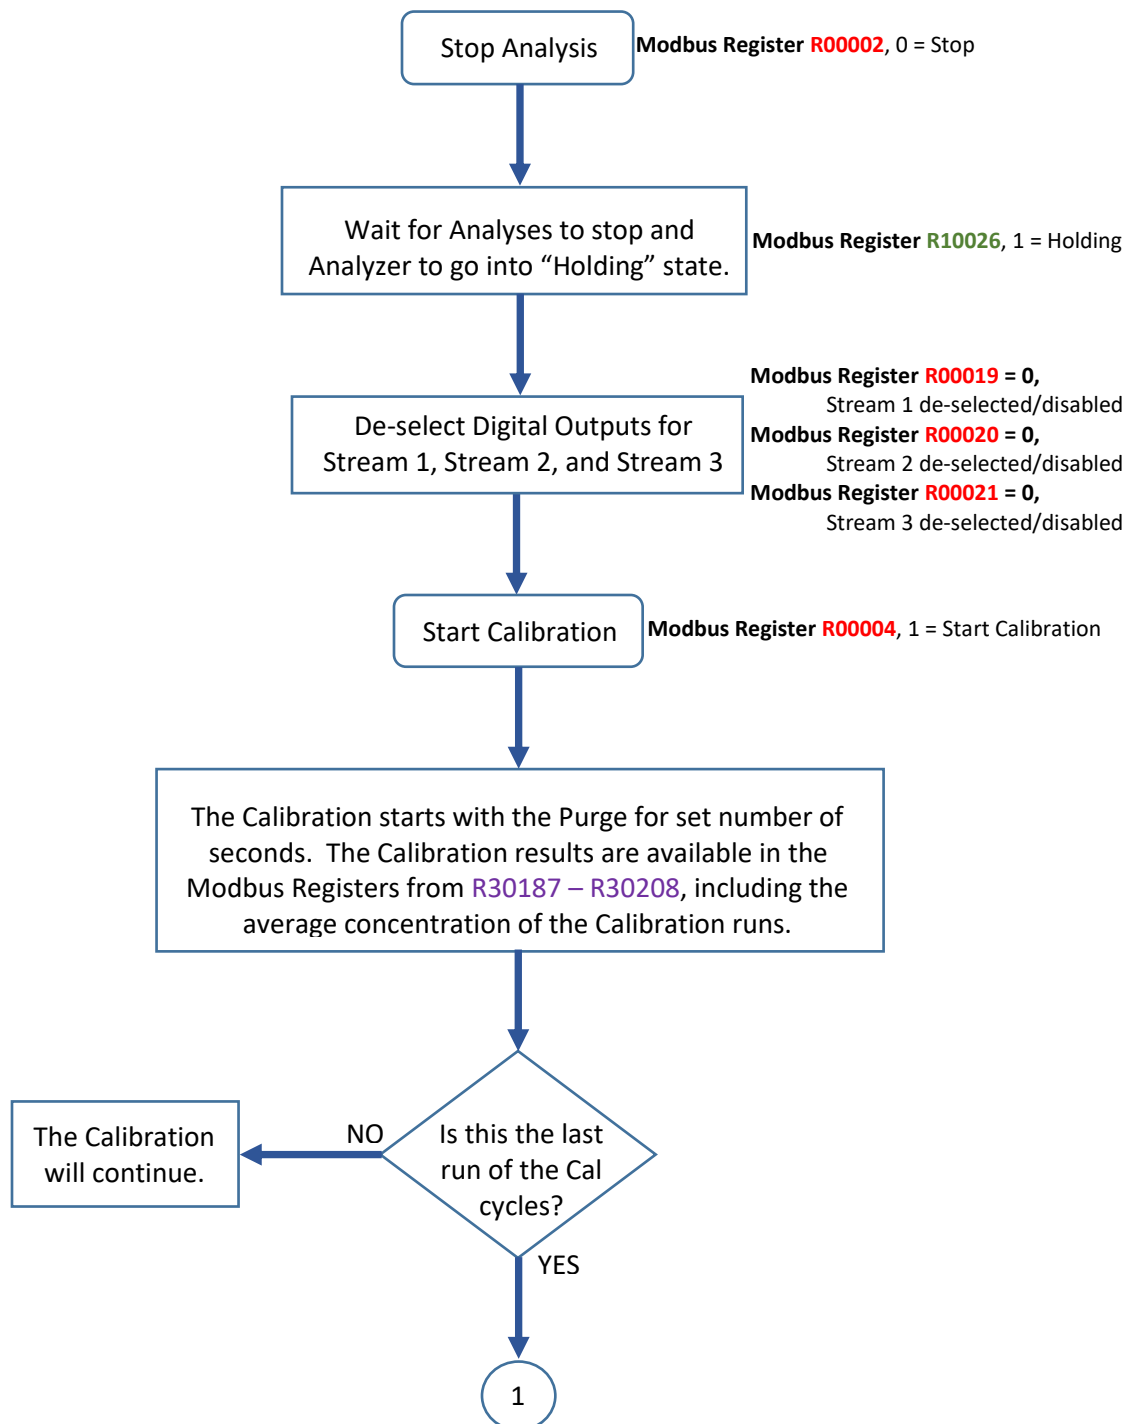 Stop Analysis
Modbus Register R00002, 0 = Stop
Wait for Analyses to stop and
Analyzer to go into “Holding” state.
Modbus Register R10026, 1 = Holding
De-select Digital Outputs for
Stream 1, Stream 2, and Stream 3
Modbus Register R00019 = 0,
Stream 1 de-selected/disabled
Modbus Register R00020 = 0,
Stream 2 de-selected/disabled
Modbus Register R00021 = 0,
Stream 3 de-selected/disabled
Start Calibration
Modbus Register R00004, 1 = Start Calibration
The Calibration starts with the Purge for set number of
seconds. The Calibration results are available in the
Modbus Registers from R30187 – R30208, including the
average concentration of the Calibration runs.
Is this the last
run of the Cal
cycles?
NO
The Calibration
will continue.
YES
1